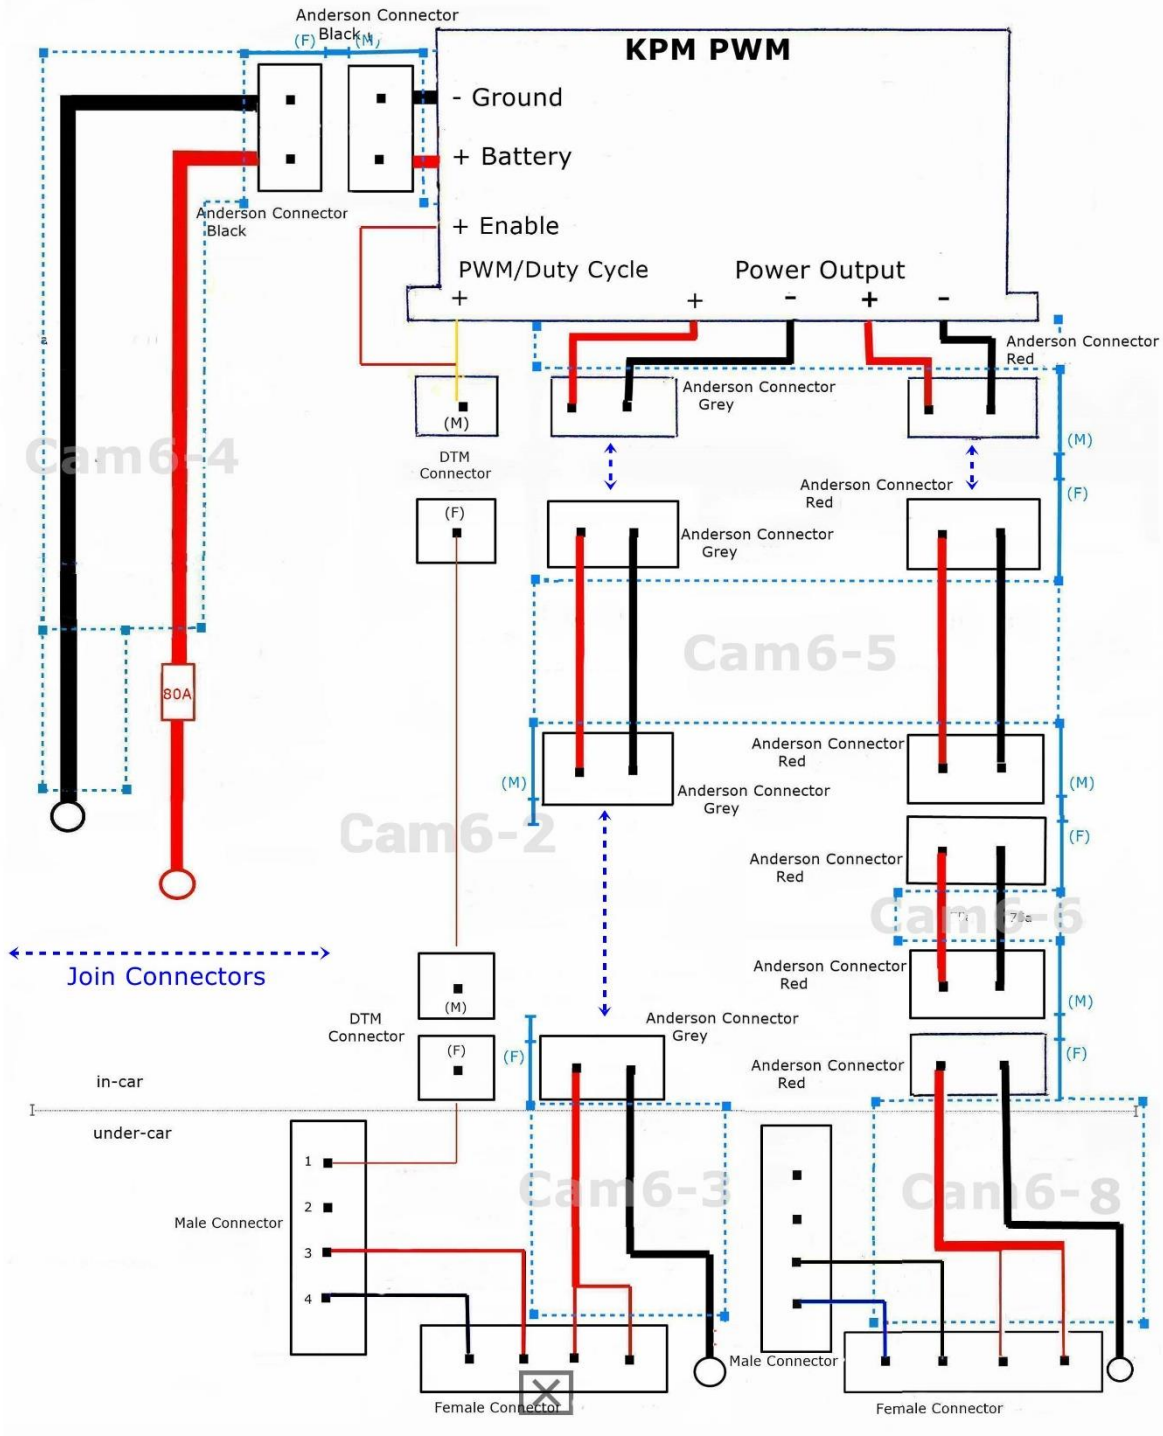 Anderson Connector
Black
(F)
(M)
KPM PWM
- Ground
+ Battery
Anderson Connector
Black
+ Enable
PWM/Duty Cycle
Power Output
+
+
-
+
-
Anderson Connector
Red
Anderson Connector
Grey
(M)
(M)
DTM
Connector
Cam6-4
(F)
Anderson Connector
Red
(F)
Anderson Connector
Grey
Cam6-5
80A
Anderson Connector
Red
(M)
(M)
Anderson Connector
Grey
Cam6-2
(F)
Anderson Connector
Red
Cam6-6
Join Connectors
Anderson Connector
Red
(M)
(M)
DTM
Connector
Anderson Connector
Grey
(F)
(F)
(F)
Anderson Connector
Red
in-car
under-car
1
2
3
4
Male Connector
Cam6-3
Cam6-8
Male Connector
Female Connector
Female Connector